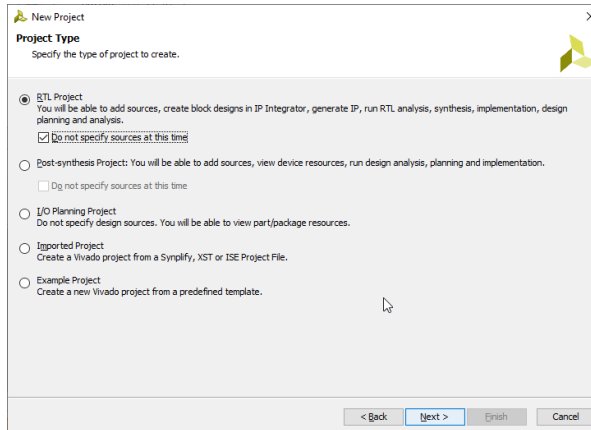 New Project
Project Type
Specify the type of project to create.
RTL Project
You will be able to add sources, create block designs in IP Integrator, generate IP, run RTL analysis, synthesis, implementation, design
planning and analysis.
Do not specify sources at this time
Post-synthesis Project: You will be able to add sources, view device resources, run design analysis, planning and implementation.
Do not specify sources at this time
I/O Planning Project
Do not specify design sources. You will be able to view part/package resources.
Imported Project
Create a Vivado project from a Synplify, XST or ISE Project File.
Example Project
Create a new Vivado project from a predefined template.
< Back Next > Finish Cancel